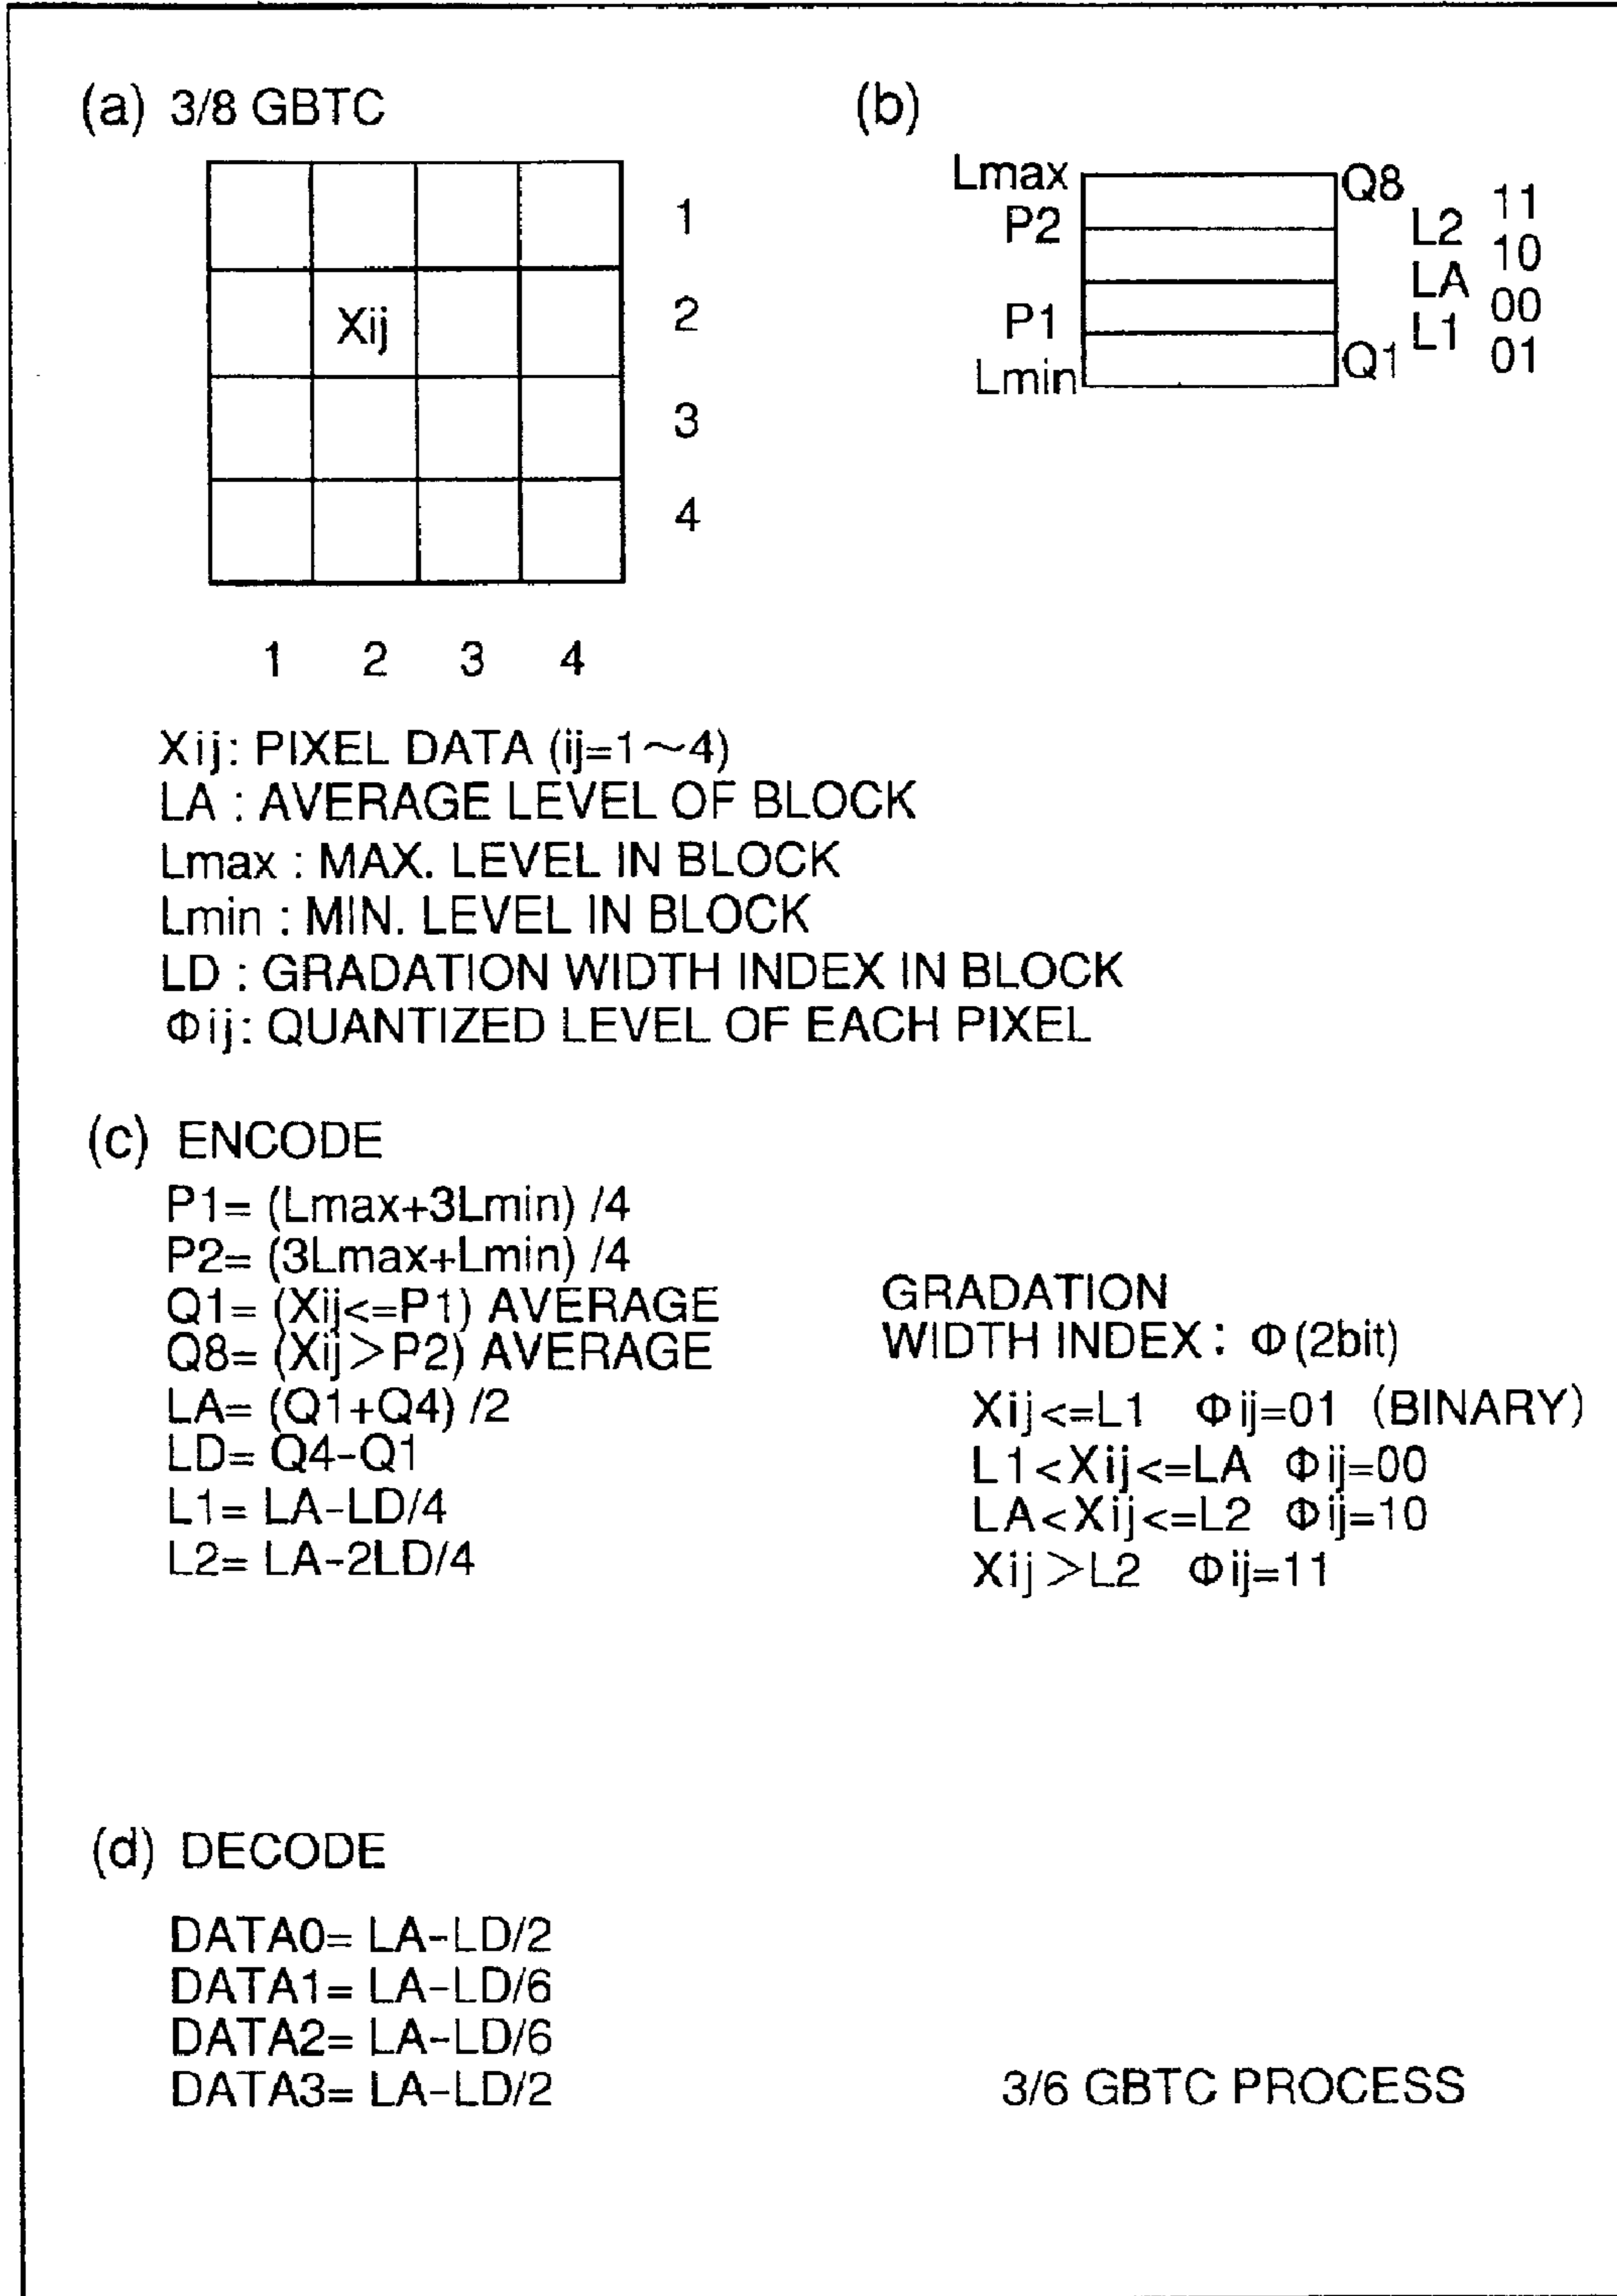 (a) 3/8 GBTC
1
2
Xij
3
4
1 2 3 4
(b)
Lmax
Q8
11
P2
L2
10
LA
00
P1
L1
Q1
01
Lmin
Xij: PIXEL DATA (ij=1~4)
LA : AVERAGE LEVEL OF BLOCK
Lmax : MAX. LEVEL IN BLOCK
Lmin : MIN. LEVEL IN BLOCK
LD : GRADATION WIDTH INDEX IN BLOCK
Φij: QUANTIZED LEVEL OF EACH PIXEL
(c) ENCODE
P1= (Lmax+3Lmin) /4
P2= (3Lmax+Lmin) /4
Q1= (Xij<=P1) AVERAGE
Q8= (Xij>P2) AVERAGE
LA= (Q1+Q4) /2
LD= Q4-Q1
L1= LA-LD/4
L2= LA-2LD/4
GRADATION
WIDTH INDEX: Φ(2bit)
Xij<=L1 Φij=01 (BINARY)
L1<Xij<=LA Φij=00
LA<Xij<=L2 Φij=10
Xij>L2 Φij=11
(d) DECODE
DATA0= LA-LD/2
DATA1= LA-LD/6
DATA2= LA-LD/6
DATA3= LA-LD/2
3/6 GBTC PROCESS